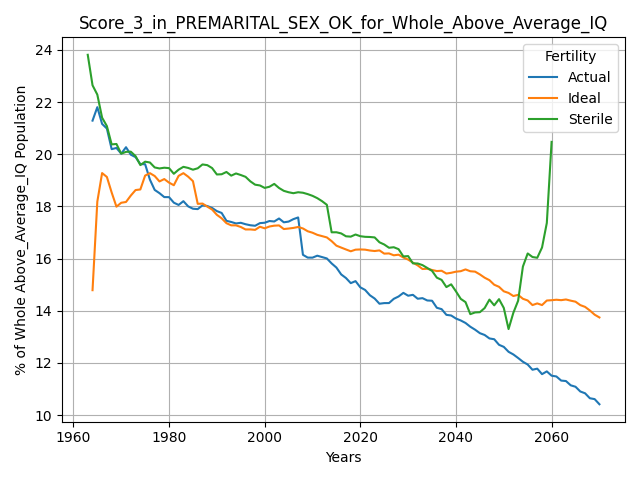 Score_3_in_PREMARITAL_SEX_OK_for_Whole_Above_Average_IQ
% of Whole Above_Average_IQ Population
24
22
20
18
16
14
12
10
Fertility
Actual
Ideal
Sterile
1960
1980
2000
2020
2040
2060
Years